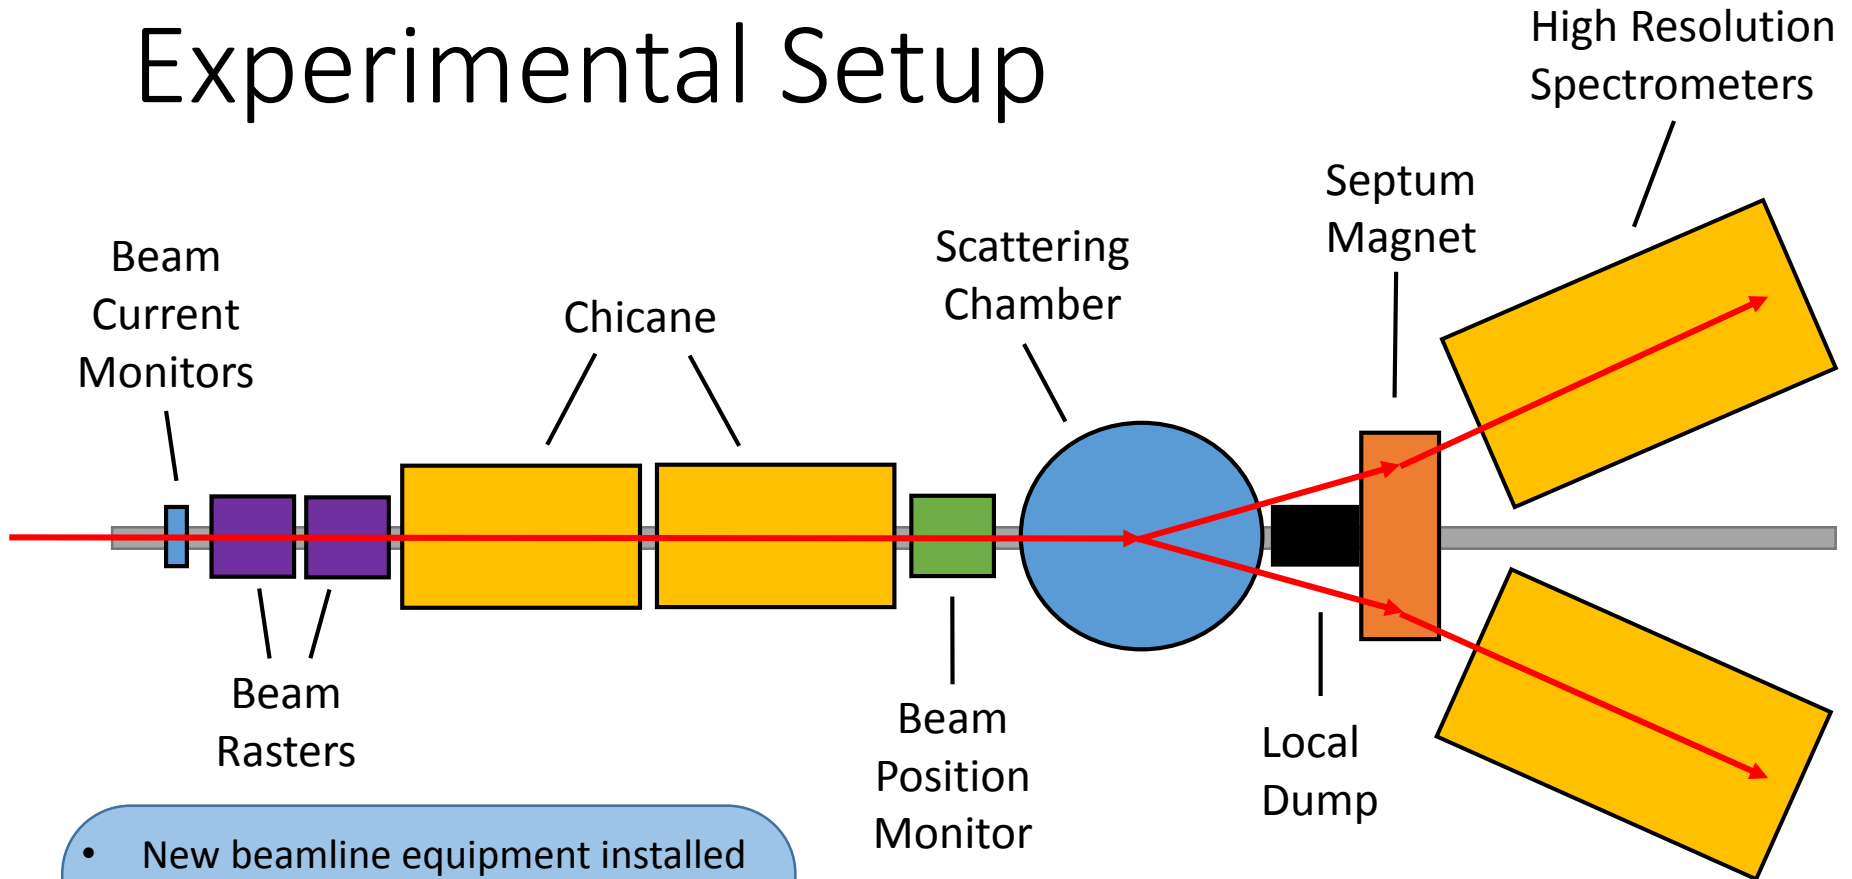 Experimental Setup
High Resolution
Spectrometers
Septum
Magnet
Scattering
Chamber
Beam
Current
Monitors
Chicane
Beam
Rasters
Beam
Position
Monitor
Local
Dump
• New beamline equipment installed